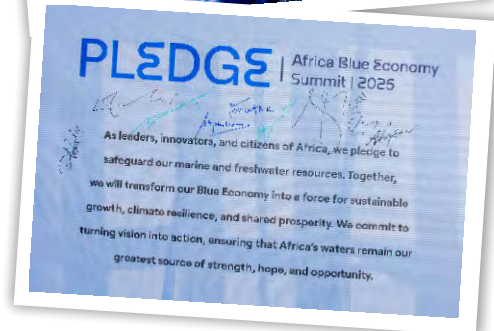 PLEDGE
Africa Blue Economy
Summit | 2025
As leaders, innovators, and citizens of Africa, we pledge to
safeguard our marine and freshwater resources. Together,
we will transform our Blue Economy into a force for sustainable
growth, climate resilience, and shared prosperity. We commit to
turning vision into action, ensuring that Africa's waters remain our
greatest source of strength, hope, and opportunity.